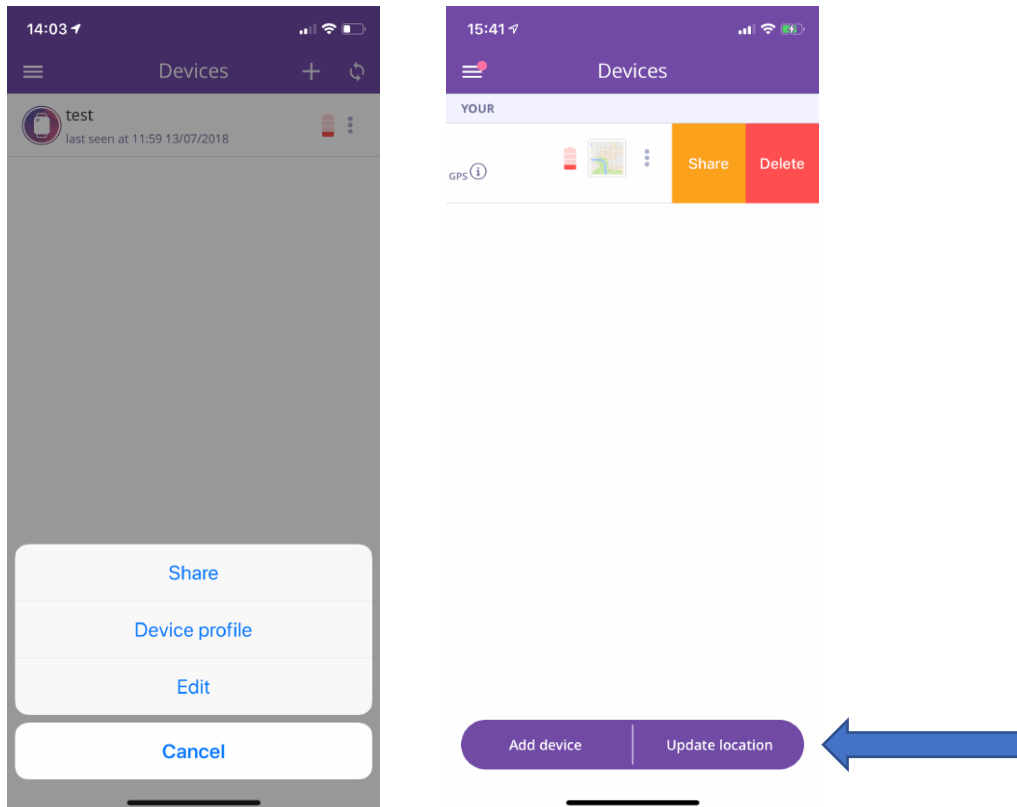 14:03
Devices
test
last seen at 11:59 13/07/2018
Share
Device profile
Edit
Cancel
15:41
Devices
YOUR
GPS i Share Delete
Add device Update location